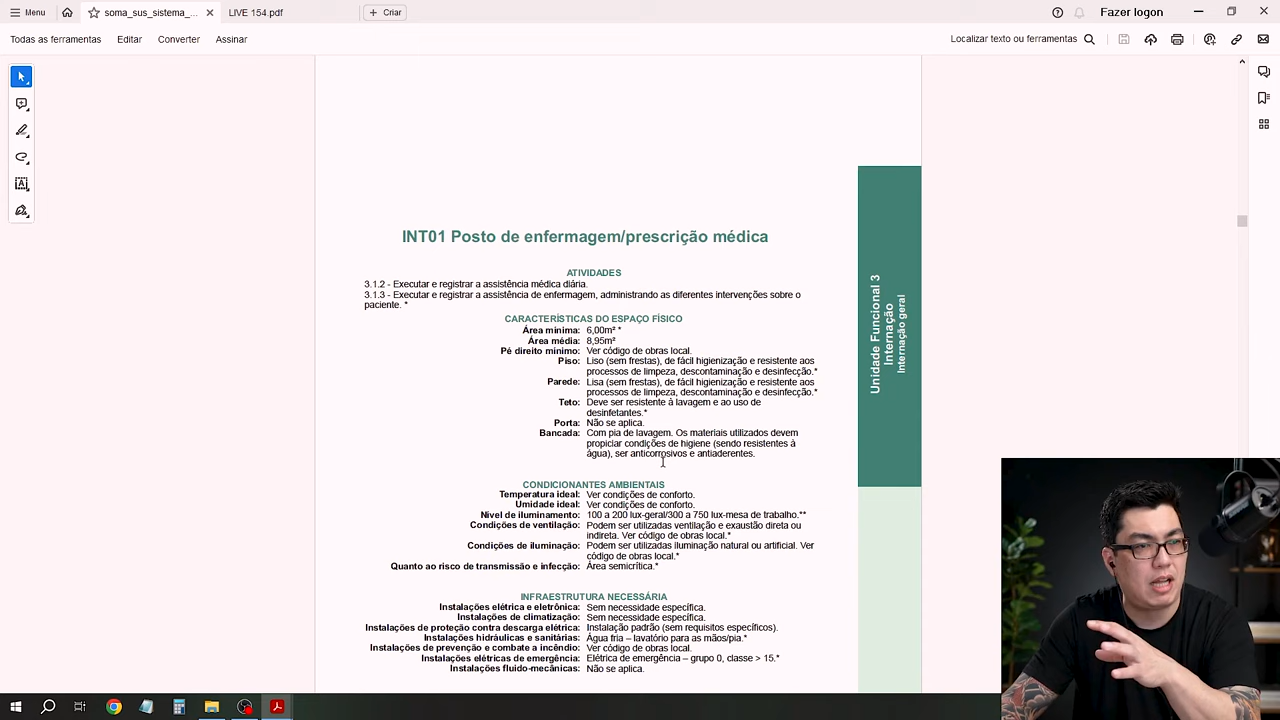 Menu
soma_sus_sistema_...
LIVE 154.pdf
Criar
Fazer logon
Todas as ferramentas
Editar
Converter
Assinar
Localizar texto ou ferramentas
INT01 Posto de enfermagem/prescrição médica
ATIVIDADES
3.1.2 - Executar e registrar a assistência médica diária.
3.1.3 - Executar e registrar a assistência de enfermagem, administrando as diferentes intervenções sobre o
paciente. *
CARACTERÍSTICAS DO ESPAÇO FÍSICO
Área mínima: 6,00m² *
Área média: 8,95m²
Pé direito mínimo: Ver código de obras local.
Piso: Liso (sem frestas), de fácil higienização e resistente aos
processos de limpeza, descontaminação e desinfecção.*
Parede: Lisa (sem frestas), de fácil higienização e resistente aos
processos de limpeza, descontaminação e desinfecção.*
Teto: Deve ser resistente à lavagem e ao uso de
desinfetantes.*
Porta: Não se aplica.
Bancada: Com pia de lavagem. Os materiais utilizados devem
propiciar condições de higiene (sendo resistentes à
água), ser anticorrosivos e antiaderentes.
CONDICIONANTES AMBIENTAIS
Temperatura ideal: Ver condições de conforto.
Umidade ideal: Ver condições de conforto.
Nível de iluminamento: 100 a 200 lux-geral/300 a 750 lux-mesa de trabalho.**
Condições de ventilação: Podem ser utilizadas ventilação e exaustão direta ou
indireta. Ver código de obras local.*
Condições de iluminação: Podem ser utilizadas iluminação natural ou artificial. Ver
código de obras local.*
Quanto ao risco de transmissão e infecção: Área semicrítica.*
INFRAESTRUTURA NECESSÁRIA
Instalações elétrica e eletrônica: Sem necessidade específica.
Instalações de climatização: Sem necessidade específica.
Instalações de proteção contra descarga elétrica: Instalação padrão (sem requisitos específicos).
Instalações hidráulicas e sanitárias: Água fria – lavatório para as mãos/pia.*
Instalações de prevenção e combate a incêndio: Ver código de obras local.
Instalações elétricas de emergência: Elétrica de emergência – grupo 0, classe > 15.*
Instalações fluido-mecânicas: Não se aplica.
Unidade Funcional 3
Internação
Internação geral